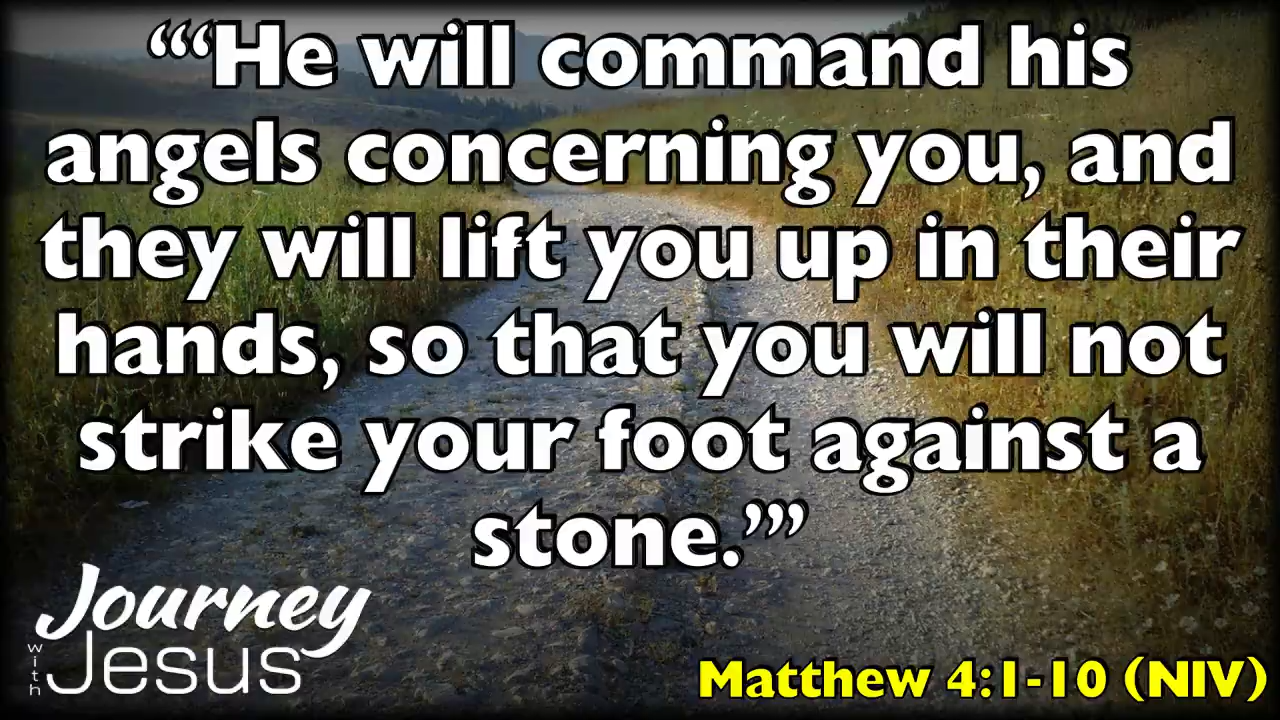 “‘“He will command his
angels concerning you, and
they will lift you up in their
hands, so that you will not
strike your foot against a
stone.’”’
Journey
with
Jesus
Matthew 4:1-10 (NIV)